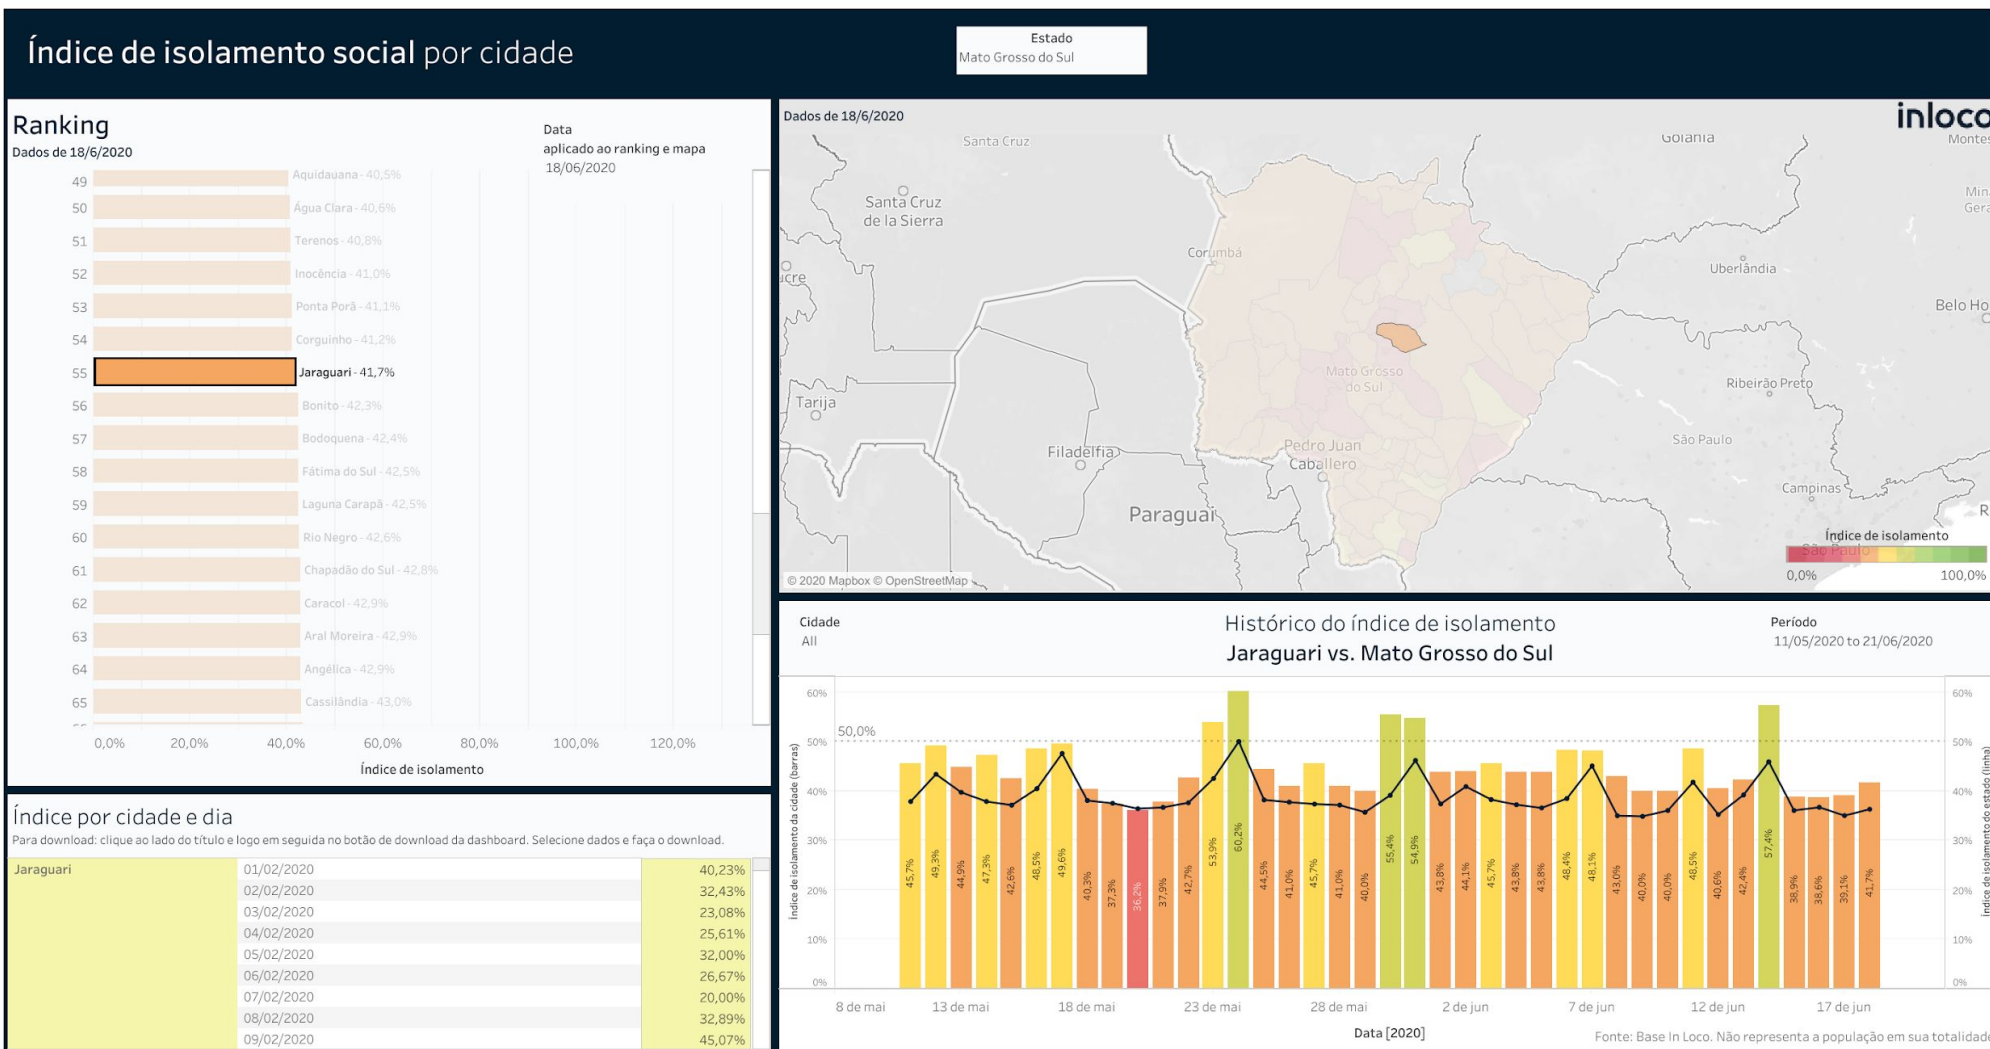 Índice de isolamento social por cidade
Estado
Mato Grosso do Sul
Ranking
Dados de 18/6/2020
Data
aplicado ao ranking e mapa
18/06/2020
49 Aquidauana - 40,5%
50 Água Clara - 40,6%
51 Terenos - 40,8%
52 Inocência - 41,0%
53 Ponta Porã - 41,1%
54 Corguinho - 41,2%
55 Jaraguari - 41,7%
56 Bonito - 42,3%
57 Bodoquena - 42,4%
58 Fátima do Sul - 42,5%
59 Laguna Carapã - 42,5%
60 Rio Negro - 42,6%
61 Chapadão do Sul - 42,8%
62 Caracol - 42,9%
63 Aral Moreira - 42,9%
64 Angélica - 42,9%
65 Cassilândia - 43,0%
0,0% 20,0% 40,0% 60,0% 80,0% 100,0% 120,0%
Índice de isolamento
Índice por cidade e dia
Para download: clique ao lado do título e logo em seguida no botão de download da dashboard. Selecione dados e faça o download.
Jaraguari 01/02/2020 40,23%
02/02/2020 32,43%
03/02/2020 23,08%
04/02/2020 25,61%
05/02/2020 32,00%
06/02/2020 26,67%
07/02/2020 20,00%
08/02/2020 32,89%
09/02/2020 45,07%
Dados de 18/6/2020
inloco
Santa Cruz
Goiânia
Montes
Santa Cruz
de la Sierra
Min
Gera
Corumbá
Uberlândia
ucre
Belo Ho
Mato Grosso
do Sul
Ribeirão Preto
Tarija
São Paulo
Filadélfia
Pedro Juan
Caballero
Campinas
Paraguai
R
Índice de isolamento
São Paulo
0,0% 100,0%
© 2020 Mapbox © OpenStreetMap
Cidade
All
Histórico do índice de isolamento
Jaraguari vs. Mato Grosso do Sul
Período
11/05/2020 to 21/06/2020
Índice de isolamento da cidade (barras)
60%
50%
40%
30%
20%
10%
0%
50,0%
45,7% 49,3% 44,9% 47,3% 42,6% 48,5% 49,6% 40,3% 37,3% 36,2% 37,9% 42,7% 53,9% 60,2% 44,5% 41,0% 45,7% 41,0% 40,0% 55,4% 54,9% 43,8% 44,1% 45,7% 43,8% 43,8% 48,4% 48,1% 43,0% 40,0% 40,0% 48,5% 40,6% 42,4% 57,4% 38,9% 38,6% 39,1% 41,7%
60%
50%
40%
30%
20%
10%
0%
Índice de isolamento do estado (linha)
8 de mai 13 de mai 18 de mai 23 de mai 28 de mai 2 de jun 7 de jun 12 de jun 17 de jun
Data [2020]
Fonte: Base In Loco. Não representa a população em sua totalidade